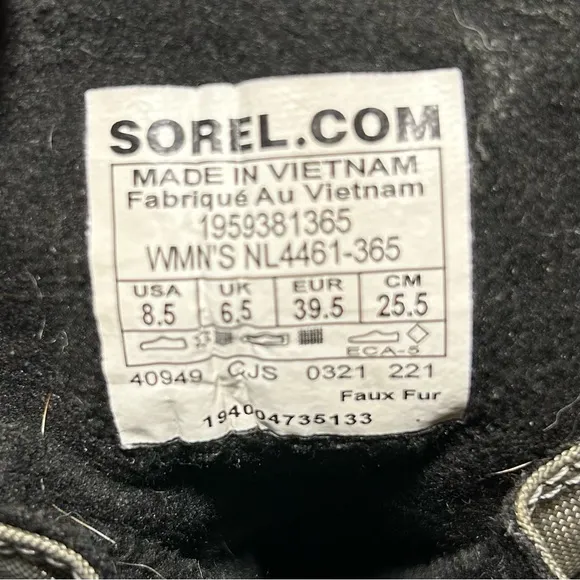 SOREL.COM
MADE IN VIETNAM
Fabriqué Au Vietnam
1959381365
WMN'S NL4461-365
USA UK EUR CM
8.5 6.5 39.5 25.5
ECA-5
40949 CJS 0321 221
Faux Fur
194004735133